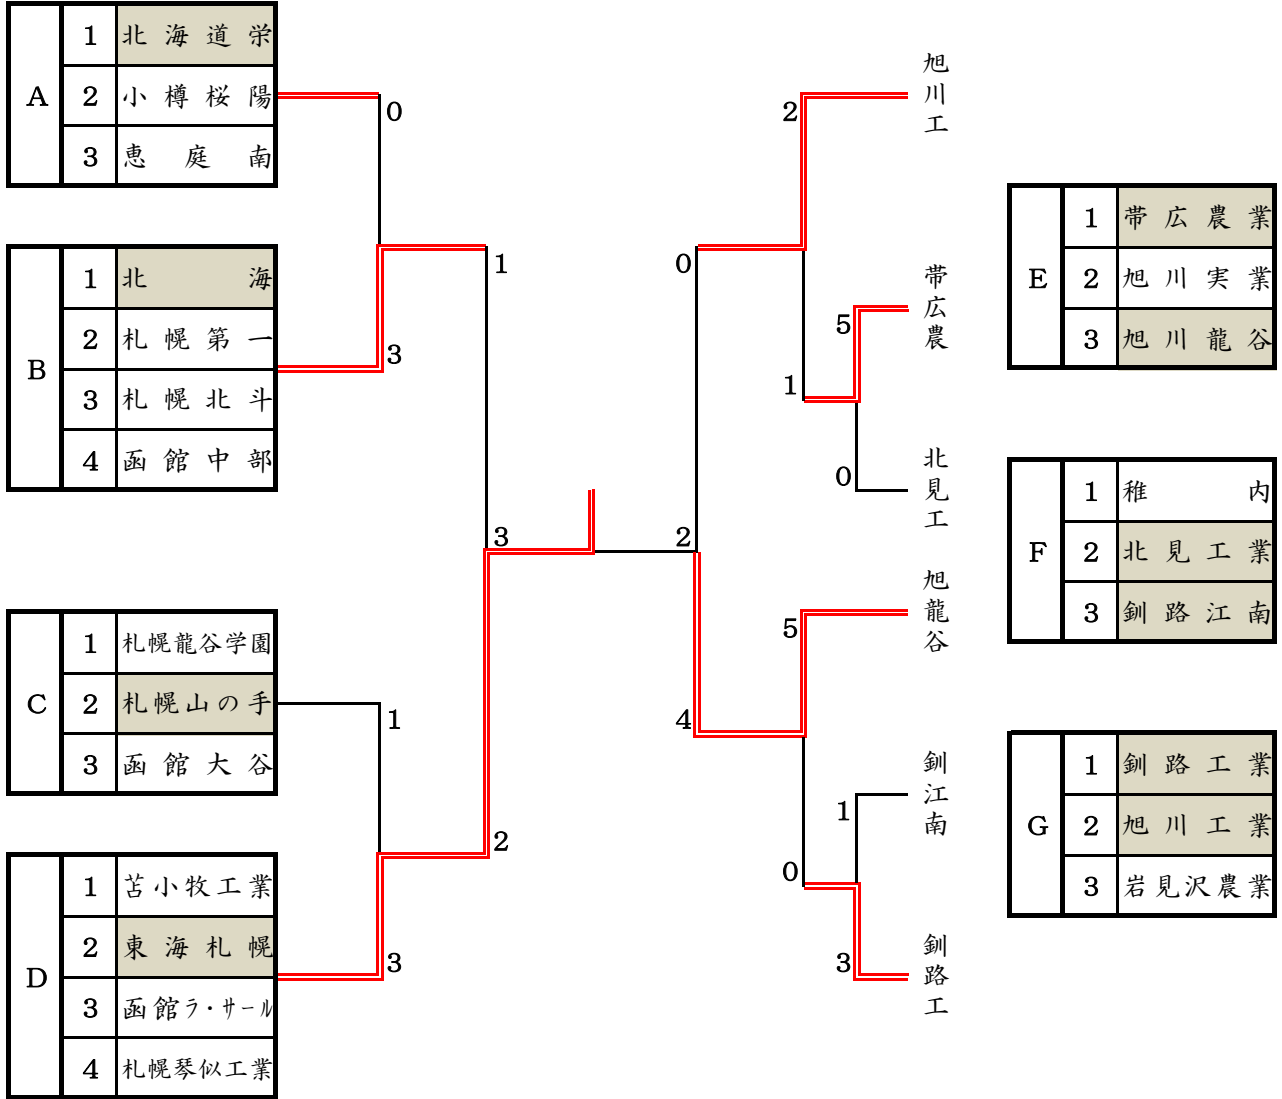 A
1 北海道栄
2 小樽桜陽
3 恵庭南
B
1 北海
2 札幌第一
3 札幌北斗
4 函館中部
C
1 札幌龍谷学園
2 札幌山の手
3 函館大谷
D
1 苫小牧工業
2 東海札幌
3 函館ラ・サール
4 札幌琴似工業
0
3
1
1
3
2
3
2
0
2
1
5
0
4
5
0
1
3
旭川工
帯広農
北見工
旭龍谷
釧江南
釧路工
E
1 帯広農業
2 旭川実業
3 旭川龍谷
F
1 稚内
2 北見工業
3 釧路江南
G
1 釧路工業
2 旭川工業
3 岩見沢農業